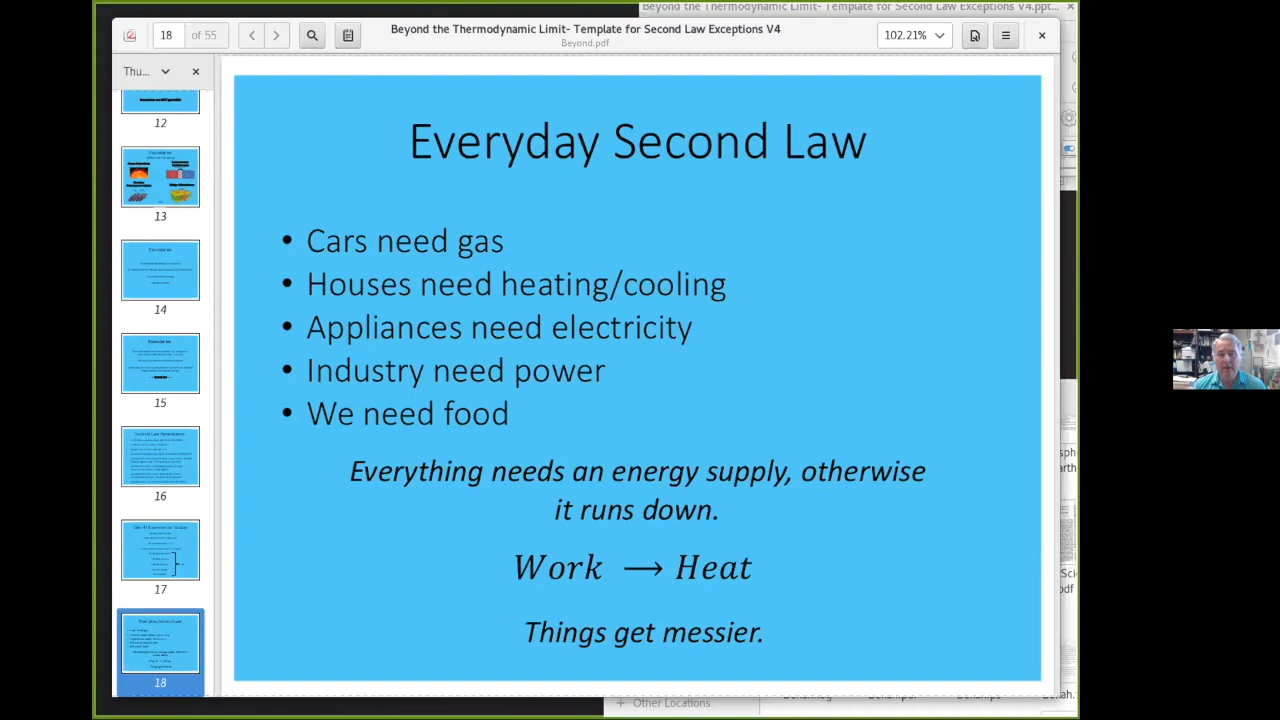 Beyond the Thermodynamic Limit- Template for Second Law Exceptions V4.ppt...
18 of 55
Beyond the Thermodynamic Limit- Template for Second Law Exceptions V4
Beyond.pdf
102.21%
Thu...
12
13
14
15
16
17
18
Everyday Second Law
• Cars need gas
• Houses need heating/cooling
• Appliances need electricity
• Industry need power
• We need food
Everything needs an energy supply, otherwise
it runs down.
Work ⟶ Heat
Things get messier.
Other Locations